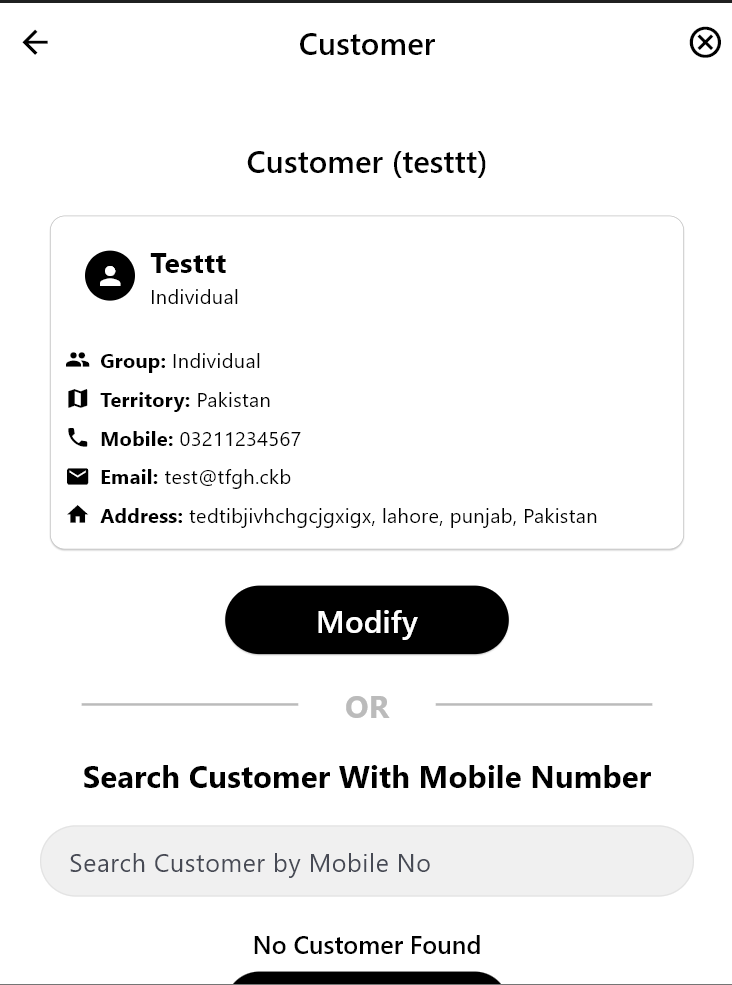 Customer
Customer (testtt)
Testtt
Individual
Group: Individual
Territory: Pakistan
Mobile: 03211234567
Email: test@tfgh.ckb
Address: tedtibjivhchgcjgxigx, lahore, punjab, Pakistan
Modify
OR
Search Customer With Mobile Number
Search Customer by Mobile No
No Customer Found